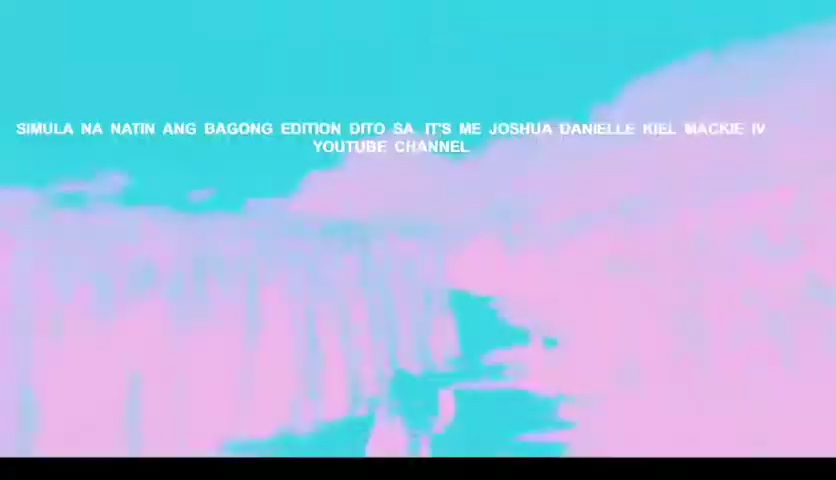 SIMULA NA NATIN ANG BAGONG EDITION DITO SA IT'S ME JOSHUA DANIELLE KIEL MACKIE IV
YOUTUBE CHANNEL